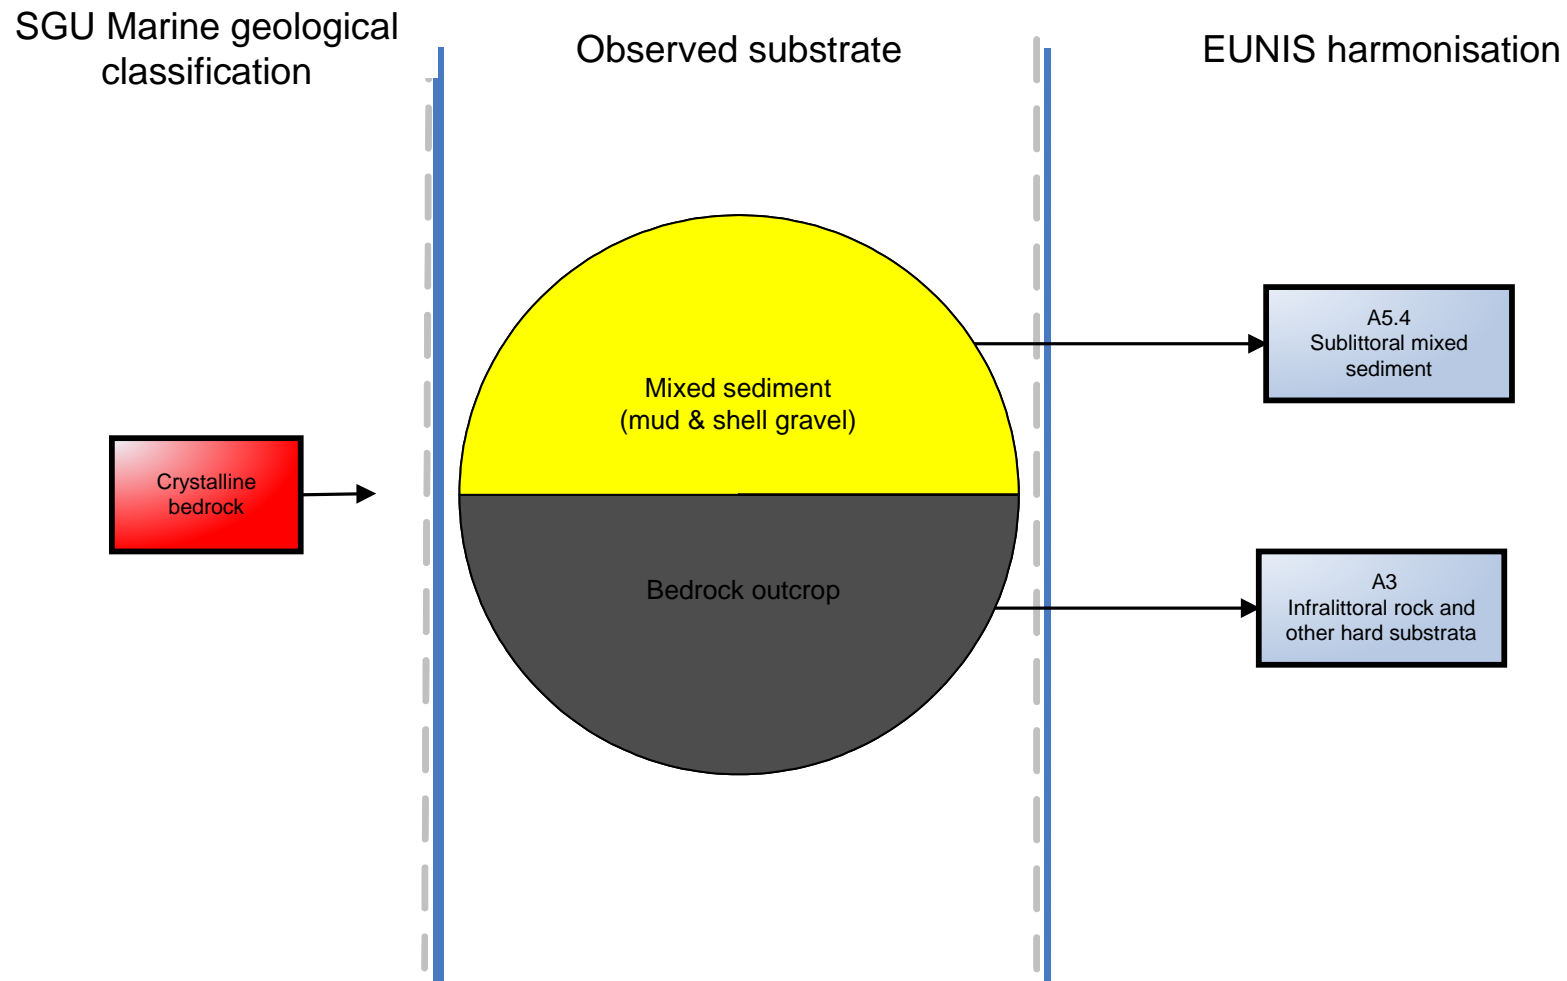 SGU Marine geological
classification
Observed substrate
EUNIS harmonisation
Crystalline
bedrock
Mixed sediment
(mud & shell gravel)
Bedrock outcrop
A5.4
Sublittoral mixed
sediment
A3
Infralittoral rock and
other hard substrata